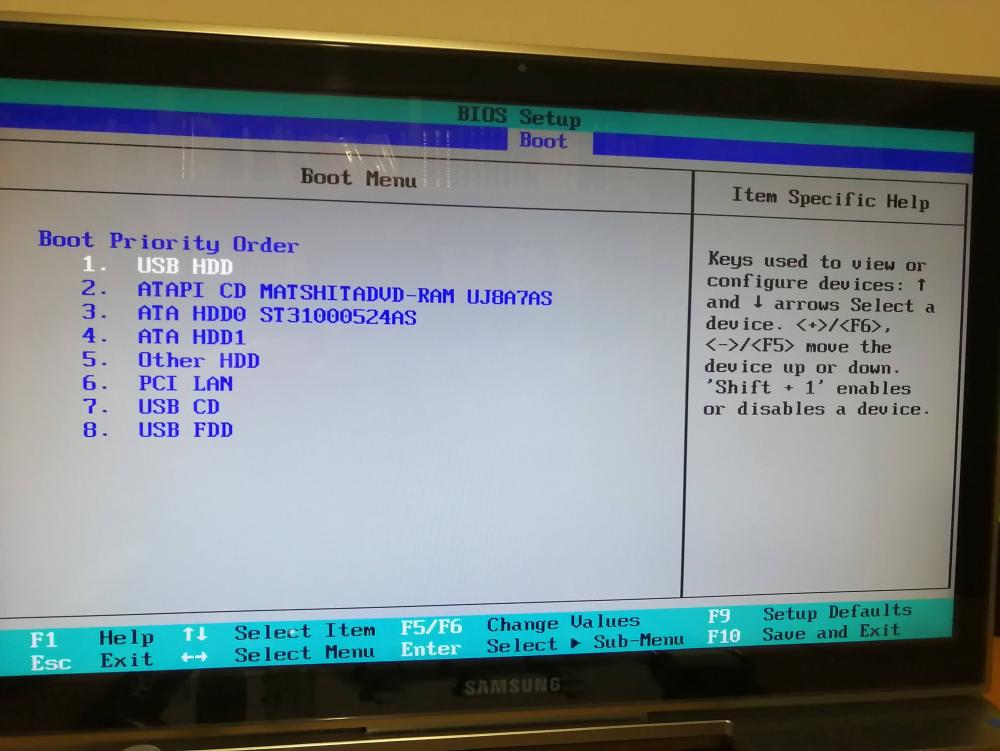 BIOS Setup
Boot
Boot Menu
Item Specific Help
Boot Priority Order
1. USB HDD
2. ATAPI CD MATSHITADVD-RAM UJ8A7AS
3. ATA HDD0 ST31000524AS
4. ATA HDD1
5. Other HDD
6. PCI LAN
7. USB CD
8. USB FDD
Keys used to view or
configure devices: ↑
and ↓ arrows Select a
device. <+>/<F6>,
<->/<F5> move the
device up or down.
'Shift + 1' enables
or disables a device.
F1 Help ↑↓ Select Item F5/F6 Change Values F9 Setup Defaults
Esc Exit ←→ Select Menu Enter Select ▶ Sub-Menu F10 Save and Exit
SAMSUNG